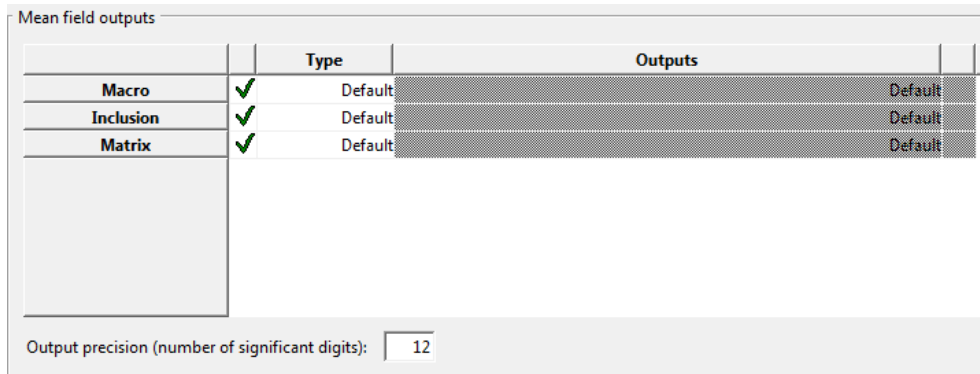 Mean field outputs
Type Outputs
Macro Default Default
Inclusion Default Default
Matrix Default Default
Output precision (number of significant digits): 12